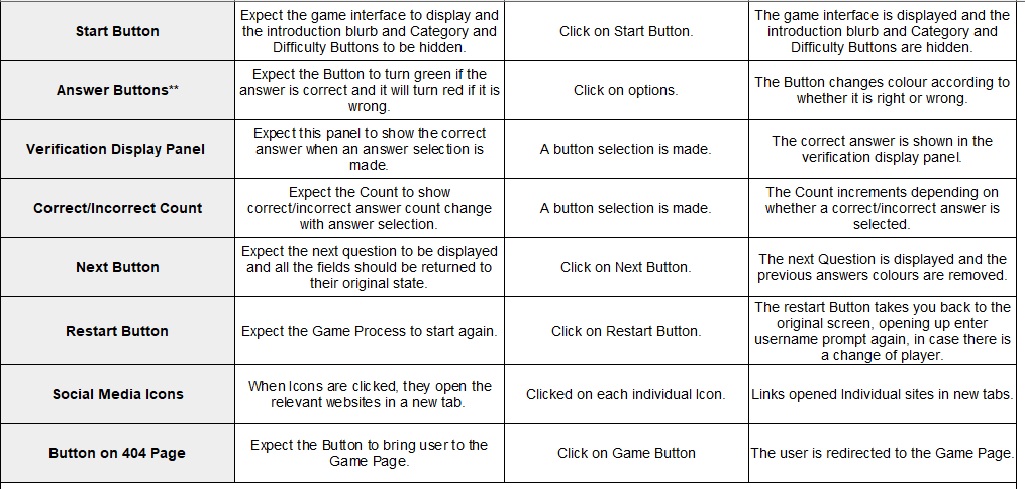 Start Button
Expect the game interface to display and
the introduction blurb and Category and
Difficulty Buttons to be hidden.
Click on Start Button.
The game interface is displayed and the
introduction blurb and Category and
Difficulty Buttons are hidden.
Answer Buttons**
Expect the Button to turn green if the
answer is correct and it will turn red if it is
wrong.
Click on options.
The Button changes colour according to
whether it is right or wrong.
Verification Display Panel
Expect this panel to show the correct
answer when an answer selection is
made.
A button selection is made.
The correct answer is shown in the
verification display panel.
Correct/Incorrect Count
Expect the Count to show
correct/incorrect answer count change
with answer selection.
A button selection is made.
The Count increments depending on
whether a correct/incorrect answer is
selected.
Next Button
Expect the next question to be displayed
and all the fields should be returned to
their original state.
Click on Next Button.
The next Question is displayed and the
previous answers colours are removed.
Restart Button
Expect the Game Process to start again.
Click on Restart Button.
The restart Button takes you back to the
original screen, opening up enter
username prompt again, in case there is
a change of player.
Social Media Icons
When Icons are clicked, they open the
relevant websites in a new tab.
Clicked on each individual Icon.
Links opened Individual sites in new tabs.
Button on 404 Page
Expect the Button to bring user to the
Game Page.
Click on Game Button
The user is redirected to the Game Page.